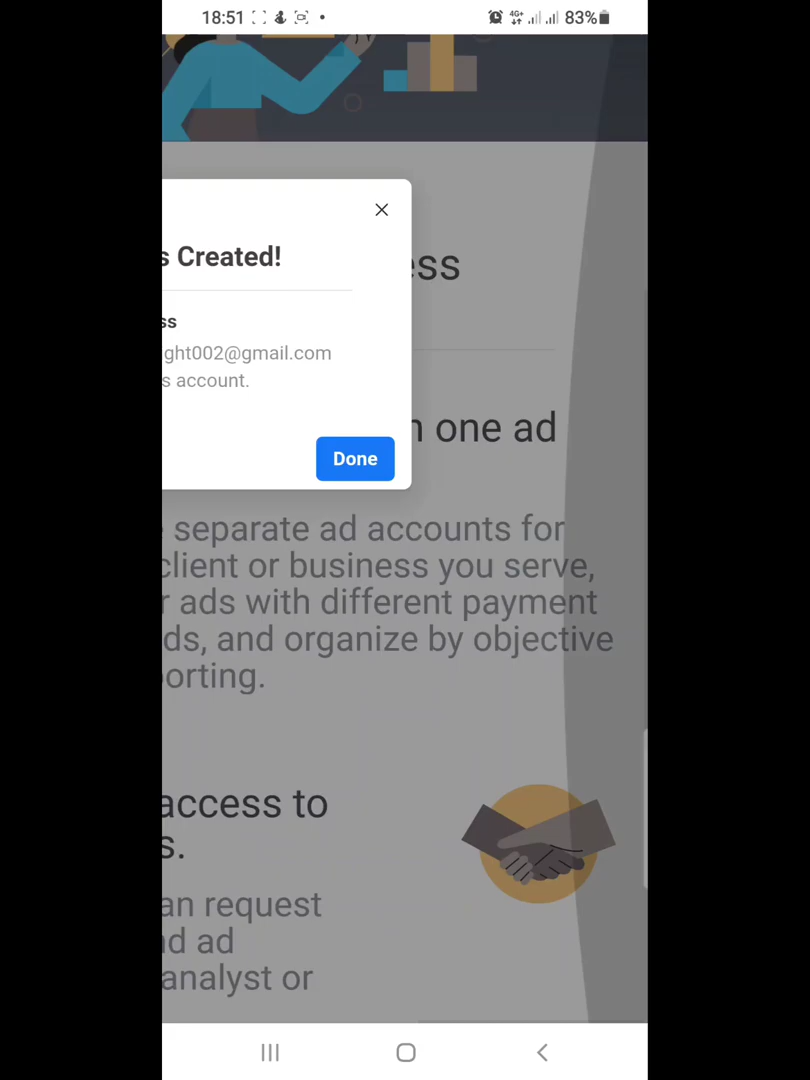 18:51
4G+
83%
s Created!
ess
ss
ght002@gmail.com
s account.
n one ad
Done
separate ad accounts for
client or business you serve,
r ads with different payment
ds, and organize by objective
orting.
access to
s.
an request
nd ad
analyst or